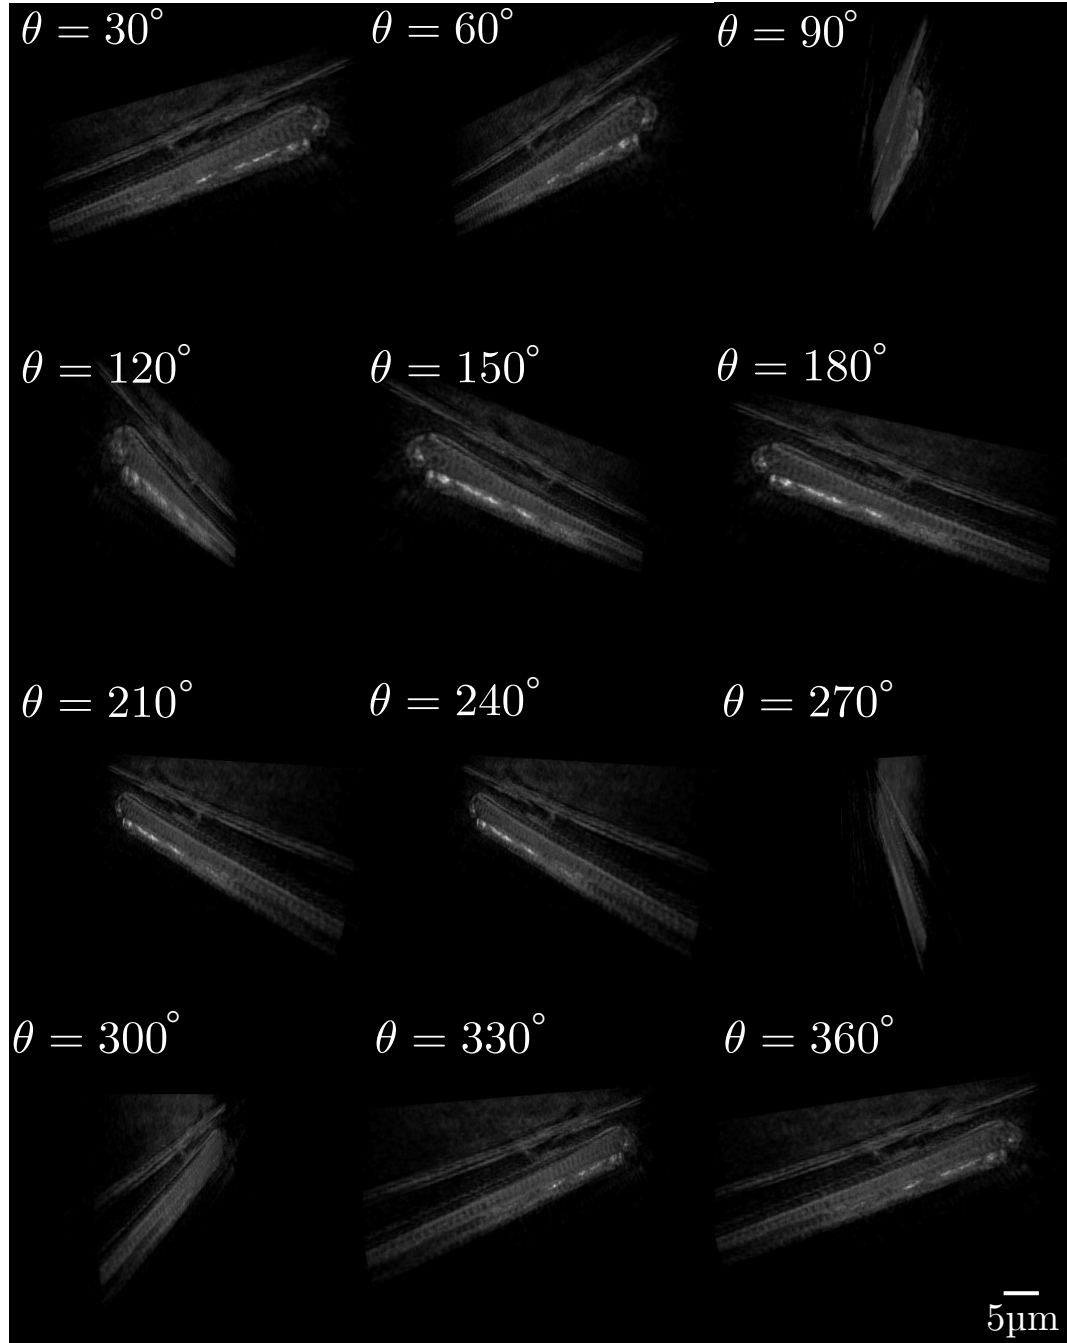 θ = 30° θ = 60° θ = 90°
θ = 120° θ = 150° θ = 180°
θ = 210° θ = 240° θ = 270°
θ = 300° θ = 330° θ = 360°
5µm